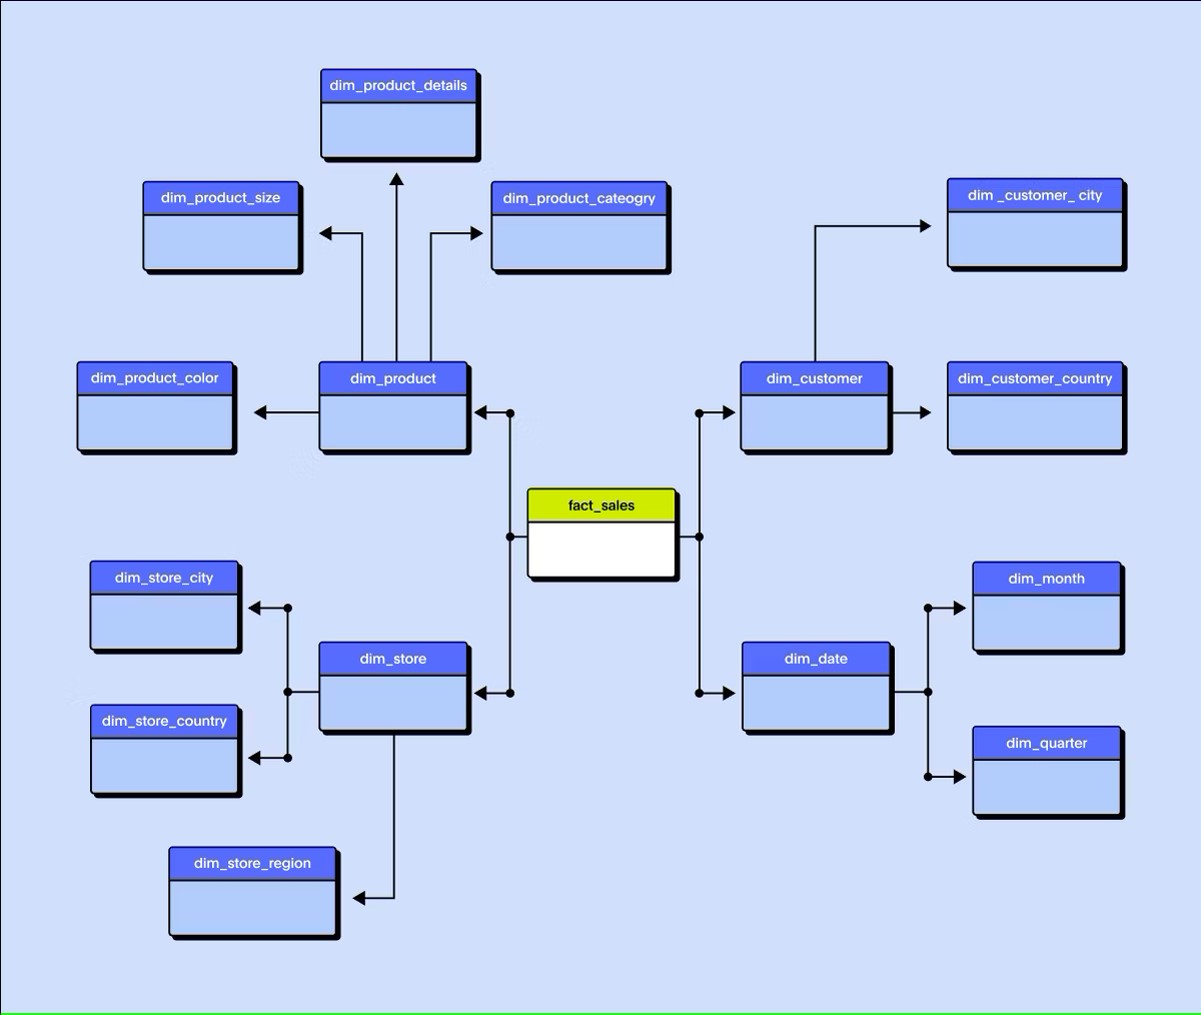 dim_product_details
dim_product_size
dim_product_cateogry
dim _customer_ city
dim_product_color
dim_product
dim_customer
dim_customer_country
fact_sales
dim_store_city
dim_month
dim_store
dim_date
dim_store_country
dim_quarter
dim_store_region